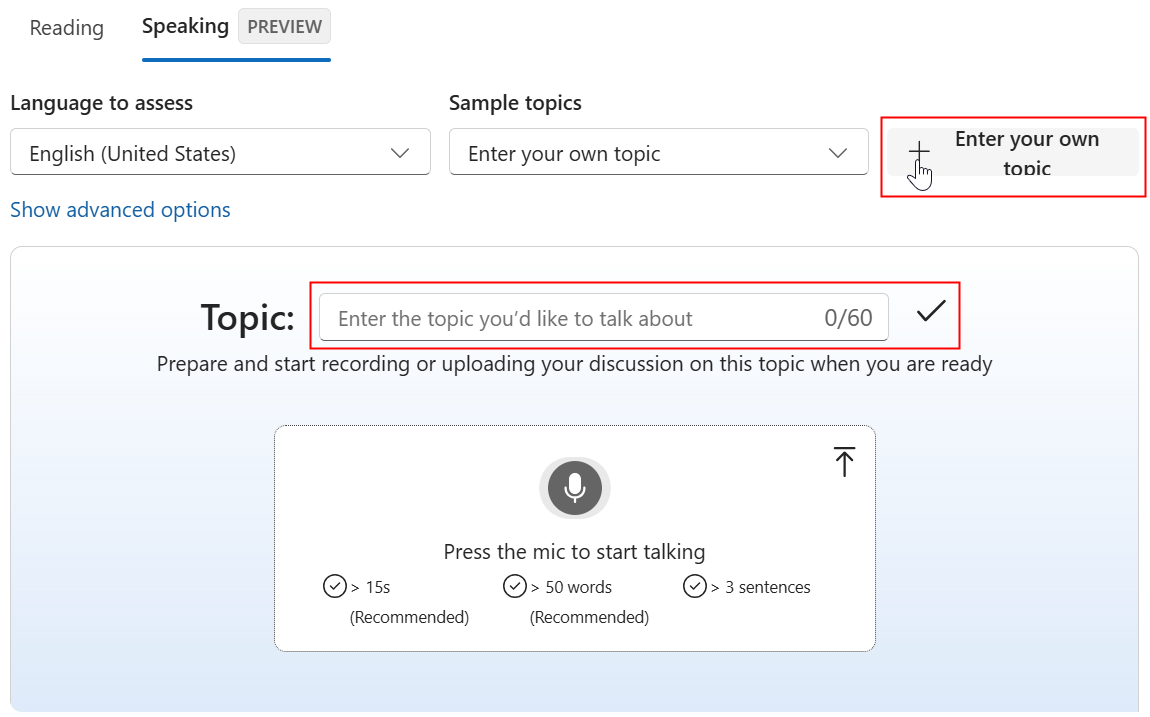 Reading
Speaking PREVIEW
Language to assess
Sample topics
English (United States)
Enter your own topic
Enter your own
topic
Show advanced options
Topic: Enter the topic you’d like to talk about 0/60
Prepare and start recording or uploading your discussion on this topic when you are ready
Press the mic to start talking
> 15s
(Recommended)
> 50 words
(Recommended)
> 3 sentences